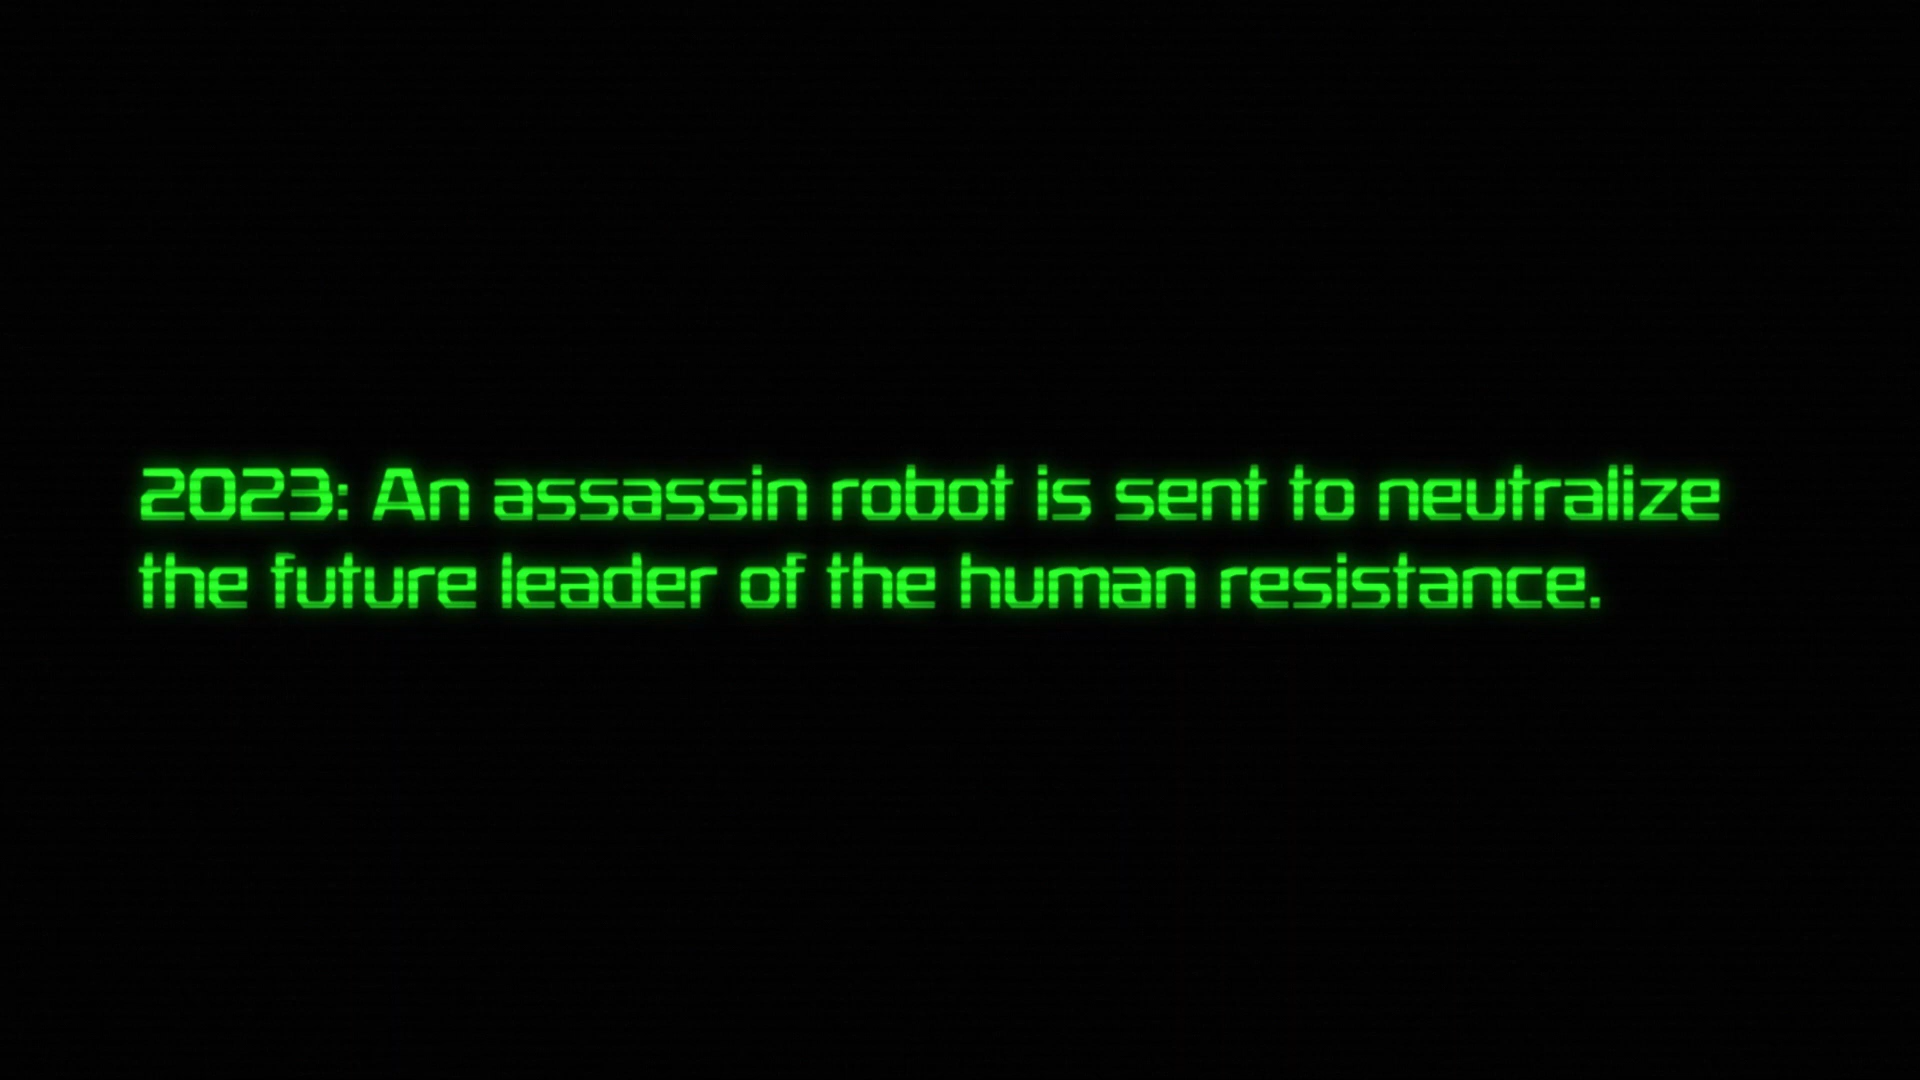 2023: An assassin robot is sent to neutralize
the future leader of the human resistance.